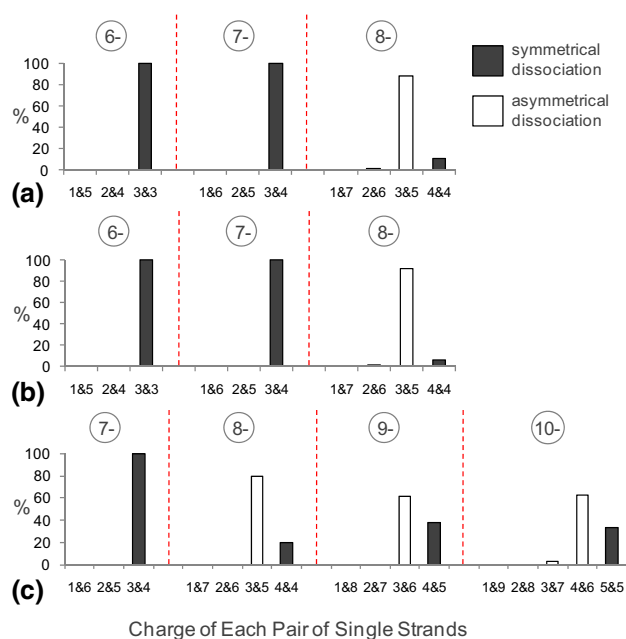 6- 7- 8-
symmetrical
dissociation
asymmetrical
dissociation
100
80
60
%
40
20
0
1&5 2&4 3&3 1&6 2&5 3&4 1&7 2&6 3&5 4&4
(a)
6- 7- 8-
100
80
60
%
40
20
0
1&5 2&4 3&3 1&6 2&5 3&4 1&7 2&6 3&5 4&4
(b)
7- 8- 9- 10-
100
80
%
60
40
20
0
1&6 2&5 3&4 1&7 2&6 3&5 4&4 1&8 2&7 3&6 4&5 1&9 2&8 3&7 4&6 5&5
(c)
Charge of Each Pair of Single Strands